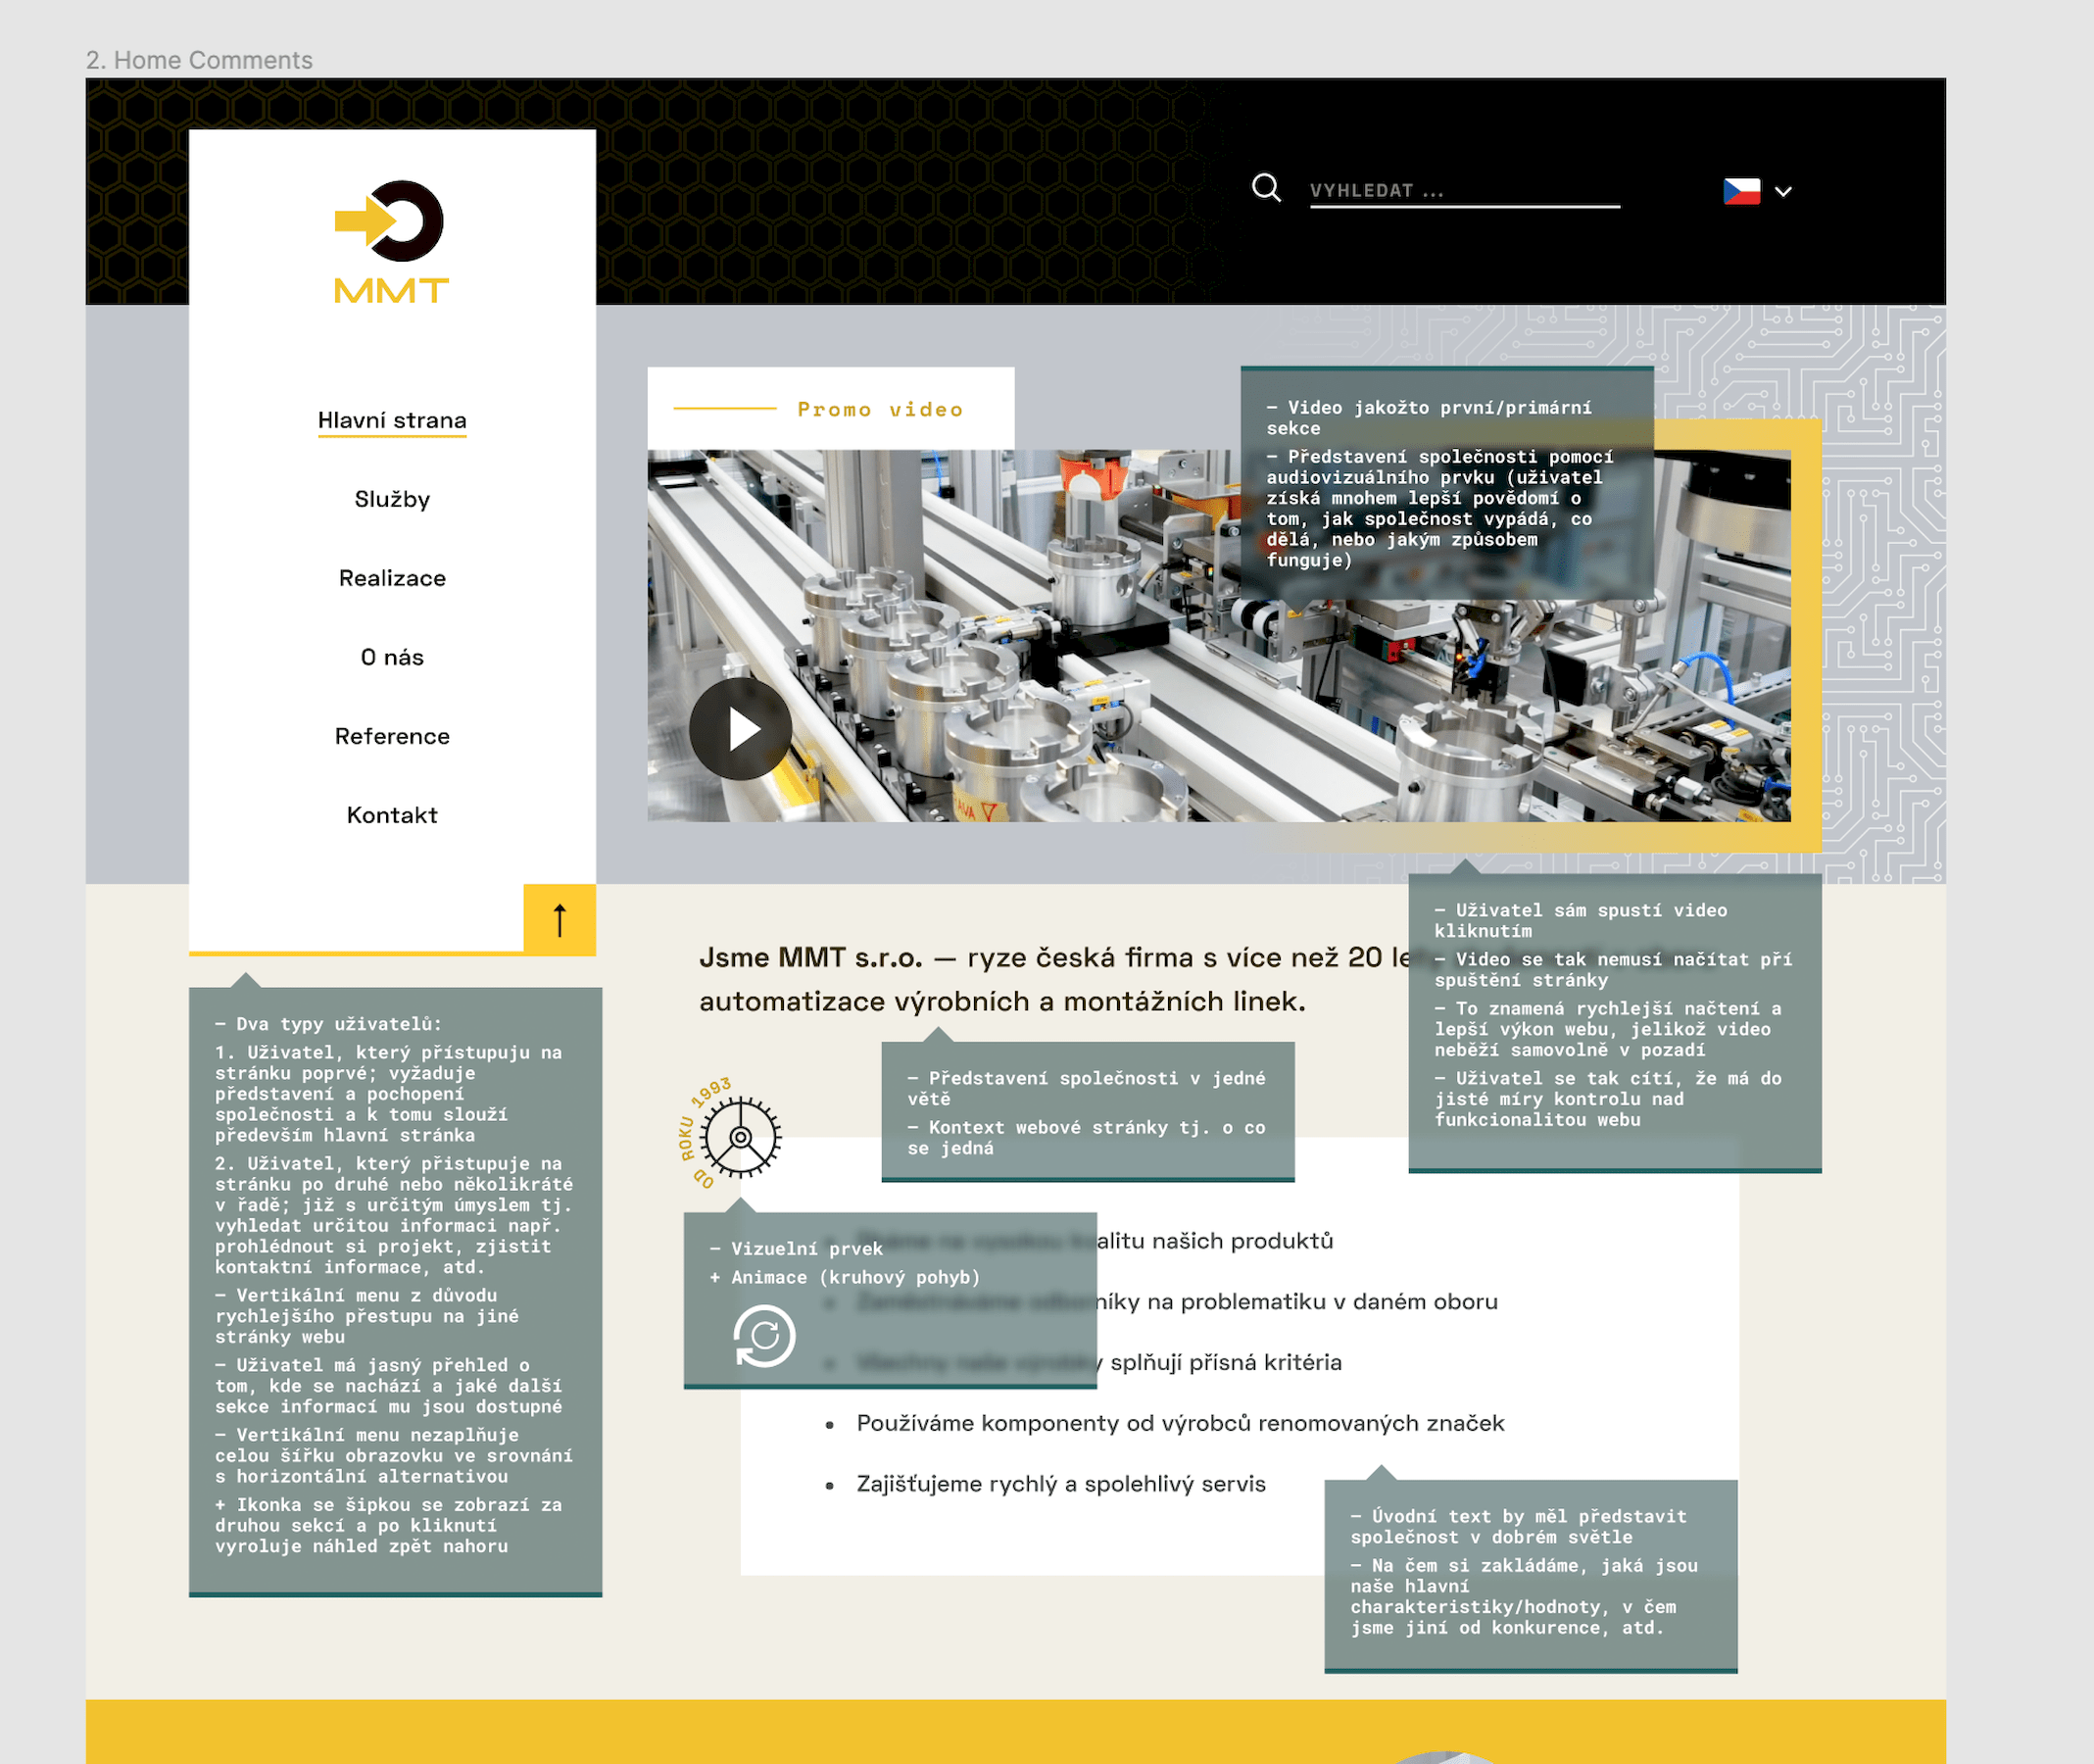 2. Home Comments
VYHLEDAT ...
MMT
Hlavní strana
Služby
Realizace
O nás
Reference
Kontakt
Promo video
– Video jakožto první/primární
sekce
– Představení společnosti pomocí
audiovizuálního prvku (uživatel
získá mnohem lepší povědomí o
tom, jak společnost vypádá, co
dělá, nebo jakým způsobem
funguje)
– Uživatel sám spustí video
kliknutím
– Video se tak nemusí načítat pří
spuštění stránky
– To znamená rychlejší načtení a
lepší výkon webu, jelikož video
neběží samovolně v pozadí
– Uživatel se tak cítí, že má do
jisté míry kontrolu nad
funkcionalitou webu
Jsme MMT s.r.o. — ryze česká firma s více než 20
automatizace výrobních a montážních linek.
– Představení společnosti v jedné
větě
– Kontext webové stránky tj. o co
se jedná
OD ROKU 1993
– Vizuelní prvek
+ Animace (kruhový pohyb)
našich produktů
na problematiku v daném oboru
splňují přísná kritéria
• Používáme komponenty od výrobců renomovaných značek
• Zajišťujeme rychlý a spolehlivý servis
– Úvodní text by měl představit
společnost v dobrém světle
– Na čem si zakládáme, jaká jsou
naše hlavní
charakteristiky/hodnoty, v čem
jsme jiní od konkurence, atd.
– Dva typy uživatelů:
1. Uživatel, který přístupuju na
stránku poprvé; vyžaduje
představení a pochopení
společnosti a k tomu slouží
především hlavní stránka
2. Uživatel, který přistupuje na
stránku po druhé nebo několikráté
v řadě; již s určitým úmyslem tj.
vyhledat určitou informaci např.
prohlédnout si projekt, zjistit
kontaktní informace, atd.
– Vertikální menu z důvodu
rychlejšího přestupu na jiné
stránky webu
– Uživatel má jasný přehled o
tom, kde se nachází a jaké další
sekce informací mu jsou dostupné
– Vertikální menu nezaplňuje
celou šířku obrazovku ve srovnání
s horizontální alternativou
+ Ikonka se šipkou se zobrazí za
druhou sekcí a po kliknutí
vyroluje náhled zpět nahoru